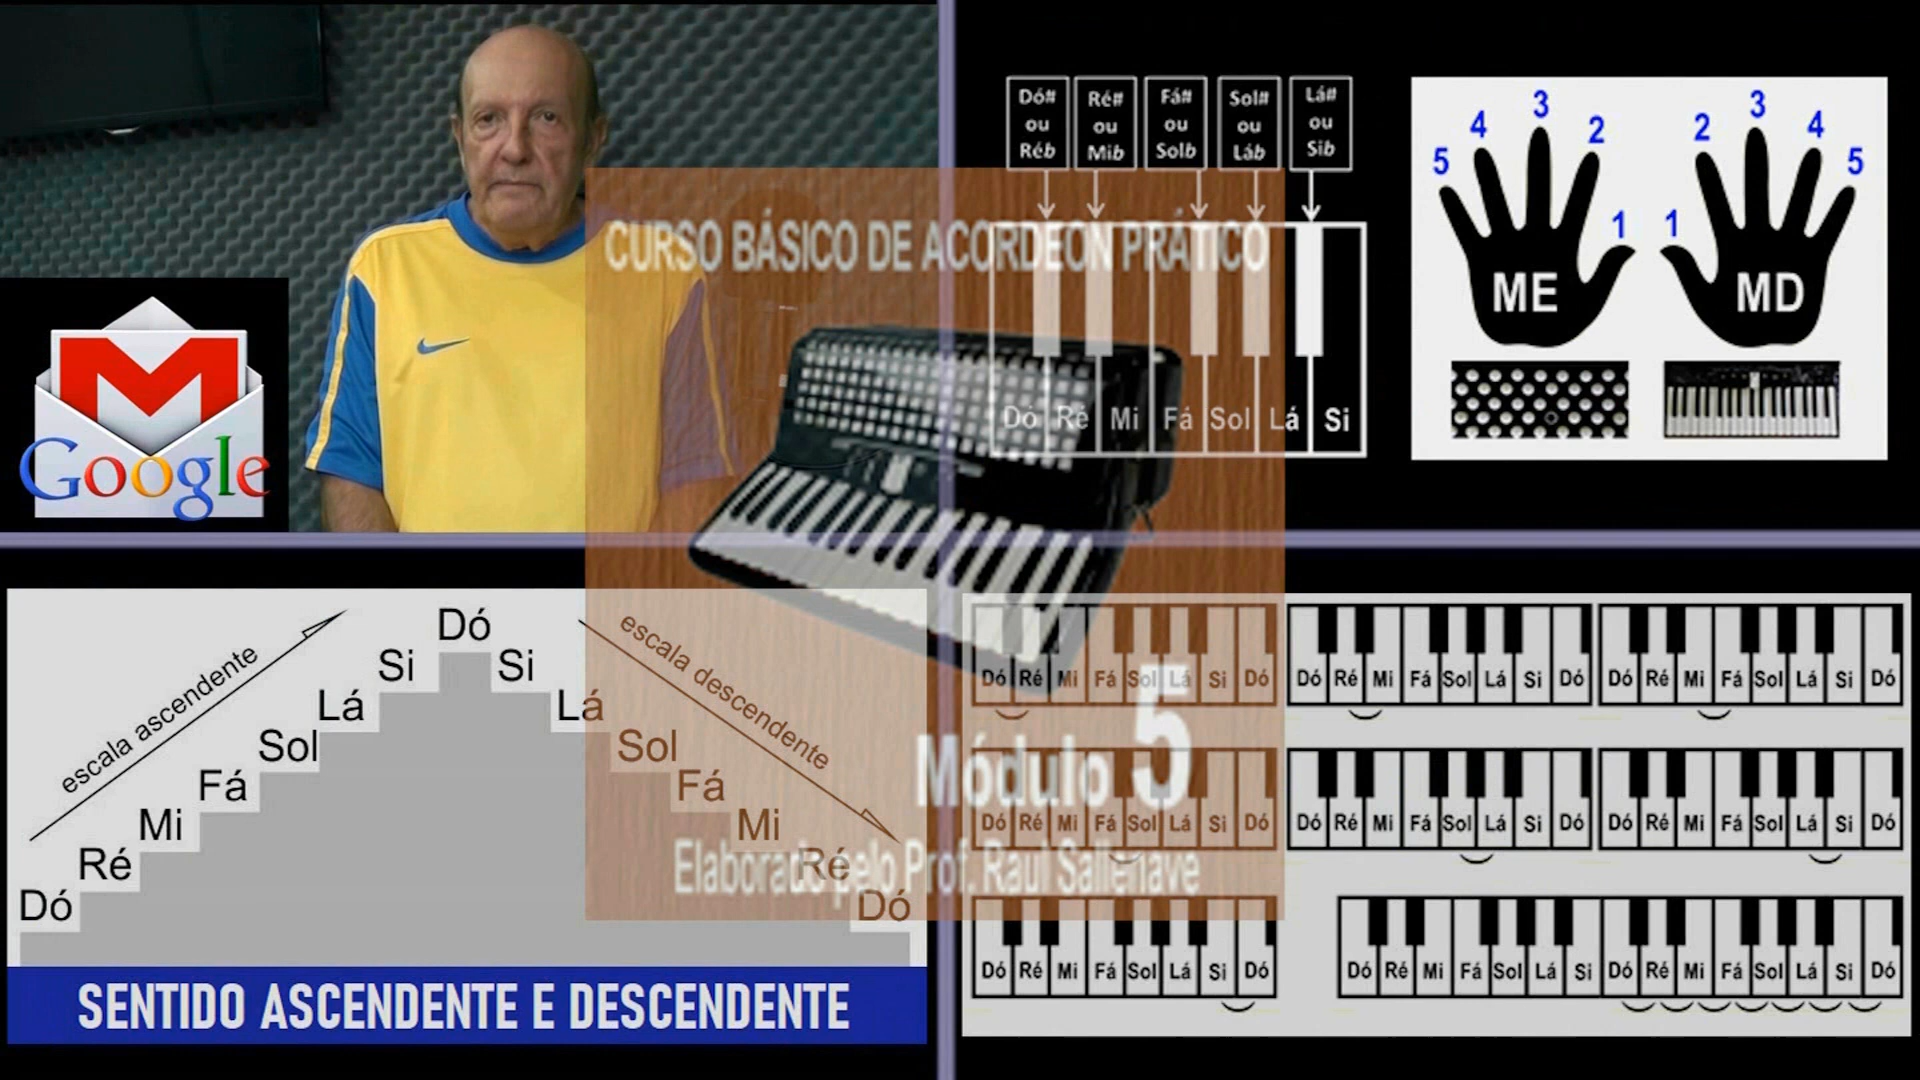 Google
Dó#
ou
Réb
Ré#
ou
Mib
Fá#
ou
Solb
Sol#
ou
Láb
Lá#
ou
Sib
Dó Ré Mi Fá Sol Lá Si
5 4 3 2 1
1 2 3 4 5
ME MD
CURSO BÁSICO DE ACORDEON PRÁTICO
Módulo 5
Elaborado pelo Prof. Raul Sallenave
escala ascendente
escala descendente
Dó Ré Mi Fá Sol Lá Si Dó Si Lá Sol Fá Mi Ré Dó
SENTIDO ASCENDENTE E DESCENDENTE
Dó Ré Mi Fá Sol Lá Si Dó
Dó Ré Mi Fá Sol Lá Si Dó
Dó Ré Mi Fá Sol Lá Si Dó
Dó Ré Mi Fá Sol Lá Si Dó
Dó Ré Mi Fá Sol Lá Si Dó
Dó Ré Mi Fá Sol Lá Si Dó
Dó Ré Mi Fá Sol Lá Si Dó
Dó Ré Mi Fá Sol Lá Si Dó Ré Mi Fá Sol Lá Si Dó